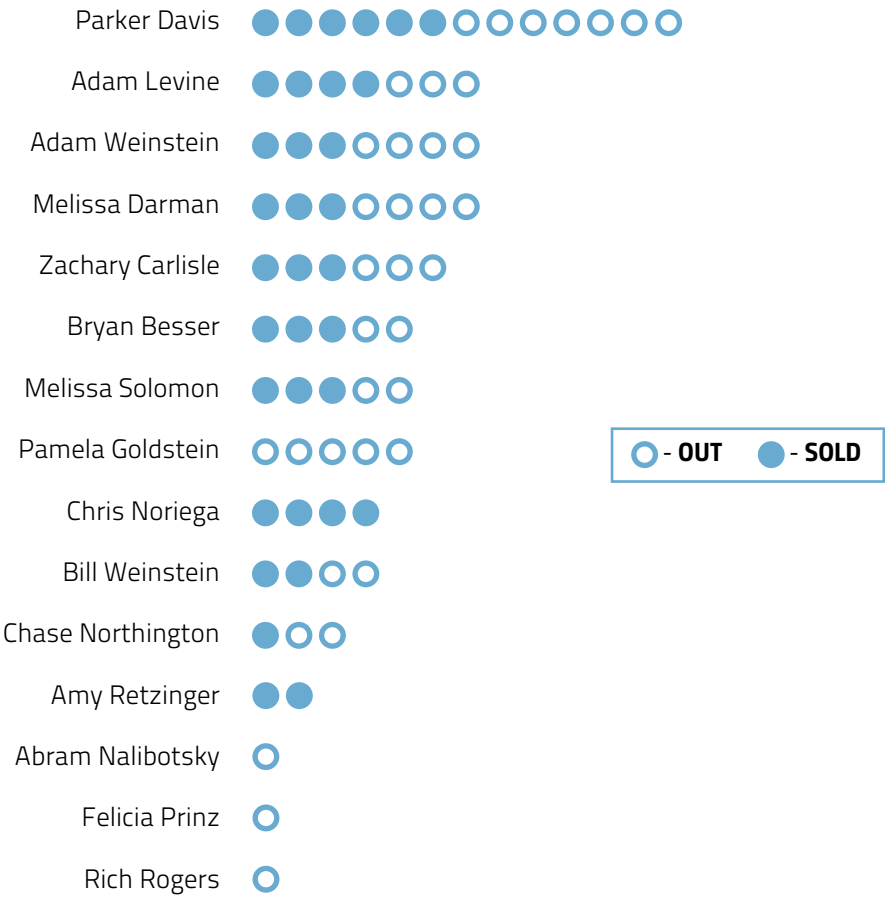 Parker Davis
Adam Levine
Adam Weinstein
Melissa Darman
Zachary Carlisle
Bryan Besser
Melissa Solomon
Pamela Goldstein
- OUT - SOLD
Chris Noriega
Bill Weinstein
Chase Northington
Amy Retzinger
Abram Nalibotsky
Felicia Prinz
Rich Rogers